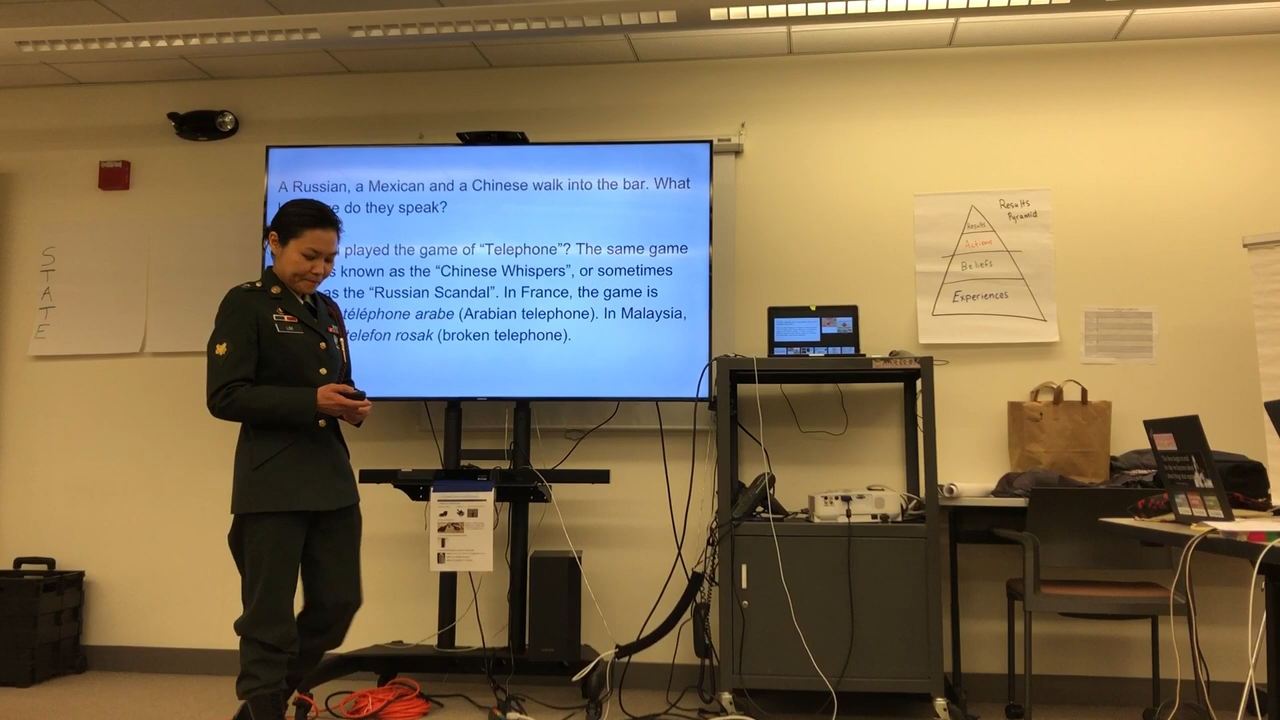 A Russian, a Mexican and a Chinese walk into the bar. What
do they speak?
played the game of “Telephone”? The same game
known as the “Chinese Whispers”, or sometimes
as the “Russian Scandal”. In France, the game is
téléphone arabe (Arabian telephone). In Malaysia,
telefon rosak (broken telephone).
STATE
Results
Pyramid
Results
Actions
Beliefs
Experiences